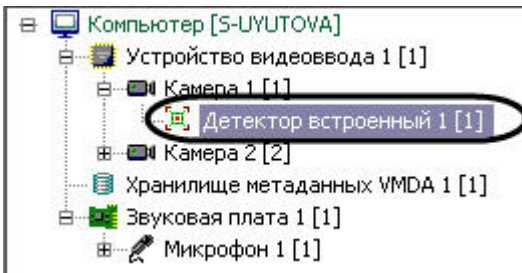 Компьютер [S-UYUTOVA]
Устройство видеоввода 1 [1]
Камера 1 [1]
Детектор встроенный 1 [1]
Камера 2 [2]
Хранилище метаданных VMDA 1 [1]
Звуковая плата 1 [1]
Микрофон 1 [1]